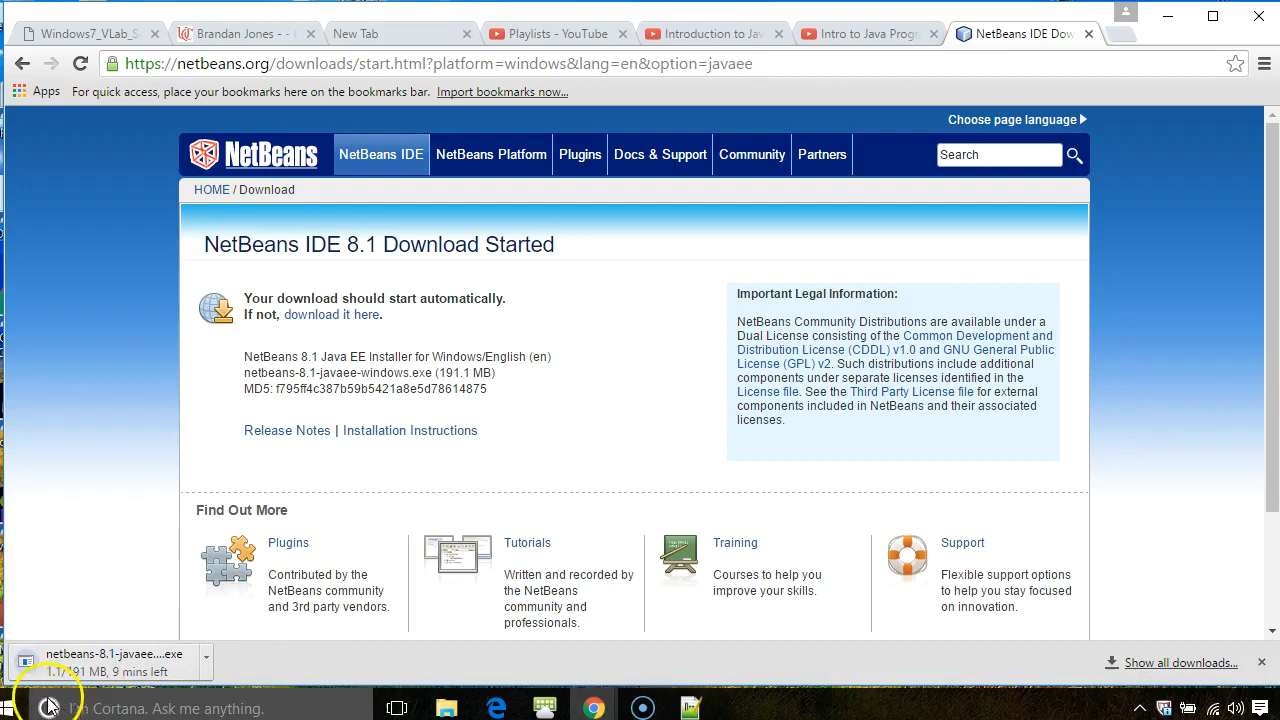 Windows7_VLab_S
Brandan Jones - -
New Tab
Playlists - YouTube
Introduction to Jav
Intro to Java Prog
NetBeans IDE Dow
https://netbeans.org/downloads/start.html?platform=windows&lang=en&option=javaee
Apps
For quick access, place your bookmarks here on the bookmarks bar. Import bookmarks now...
Choose page language
NetBeans
NetBeans IDE
NetBeans Platform
Plugins
Docs & Support
Community
Partners
Search
HOME / Download
NetBeans IDE 8.1 Download Started
Your download should start automatically.
If not, download it here.
NetBeans 8.1 Java EE Installer for Windows/English (en)
netbeans-8.1-javaee-windows.exe (191.1 MB)
MD5: f795ff4c387b59b5421a8e5d78614875
Release Notes | Installation Instructions
Important Legal Information:
NetBeans Community Distributions are available under a
Dual License consisting of the Common Development and
Distribution License (CDDL) v1.0 and GNU General Public
License (GPL) v2. Such distributions include additional
components under separate licenses identified in the
License file. See the Third Party License file for external
components included in NetBeans and their associated
licenses.
Find Out More
Plugins
Contributed by the
NetBeans community
and 3rd party vendors.
Tutorials
Written and recorded by
the NetBeans
community and
professionals.
Training
Courses to help you
improve your skills.
Support
Flexible support options
to help you stay focused
on innovation.
netbeans-8.1-javaee....exe
1.1/191 MB, 9 mins left
Show all downloads...
I'm Cortana. Ask me anything.